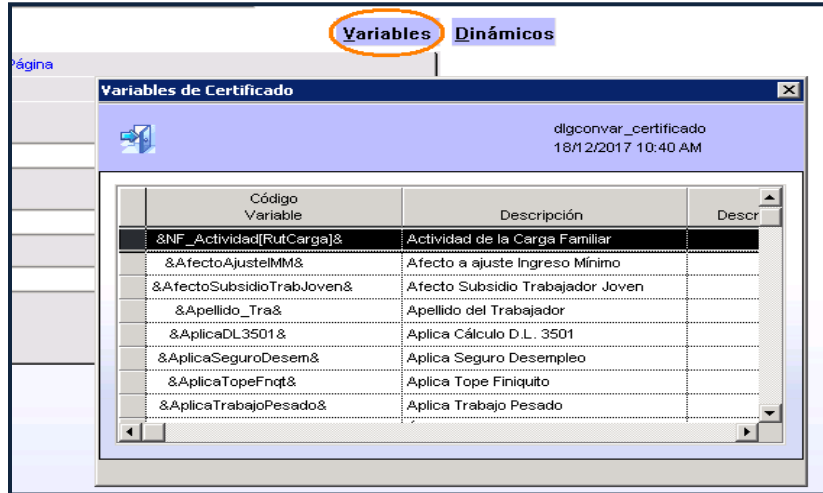 Variables Dinámicos
Página
Variables de Certificado
dlgconvar_certificado
18/12/2017 10:40 AM
Código
Variable Descripción Descr
&NF_Actividad[RutCarga]& Actividad de la Carga Familiar
&AfectoAjusteIMM& Afecto a ajuste Ingreso Mínimo
&AfectoSubsidioTrabJoven& Afecto Subsidio Trabajador Joven
&Apellido_Tra& Apellido del Trabajador
&AplicaDL3501& Aplica Cálculo D.L. 3501
&AplicaSeguroDesem& Aplica Seguro Desempleo
&AplicaTopeFnqt& Aplica Tope Finiquito
&AplicaTrabajoPesado& Aplica Trabajo Pesado